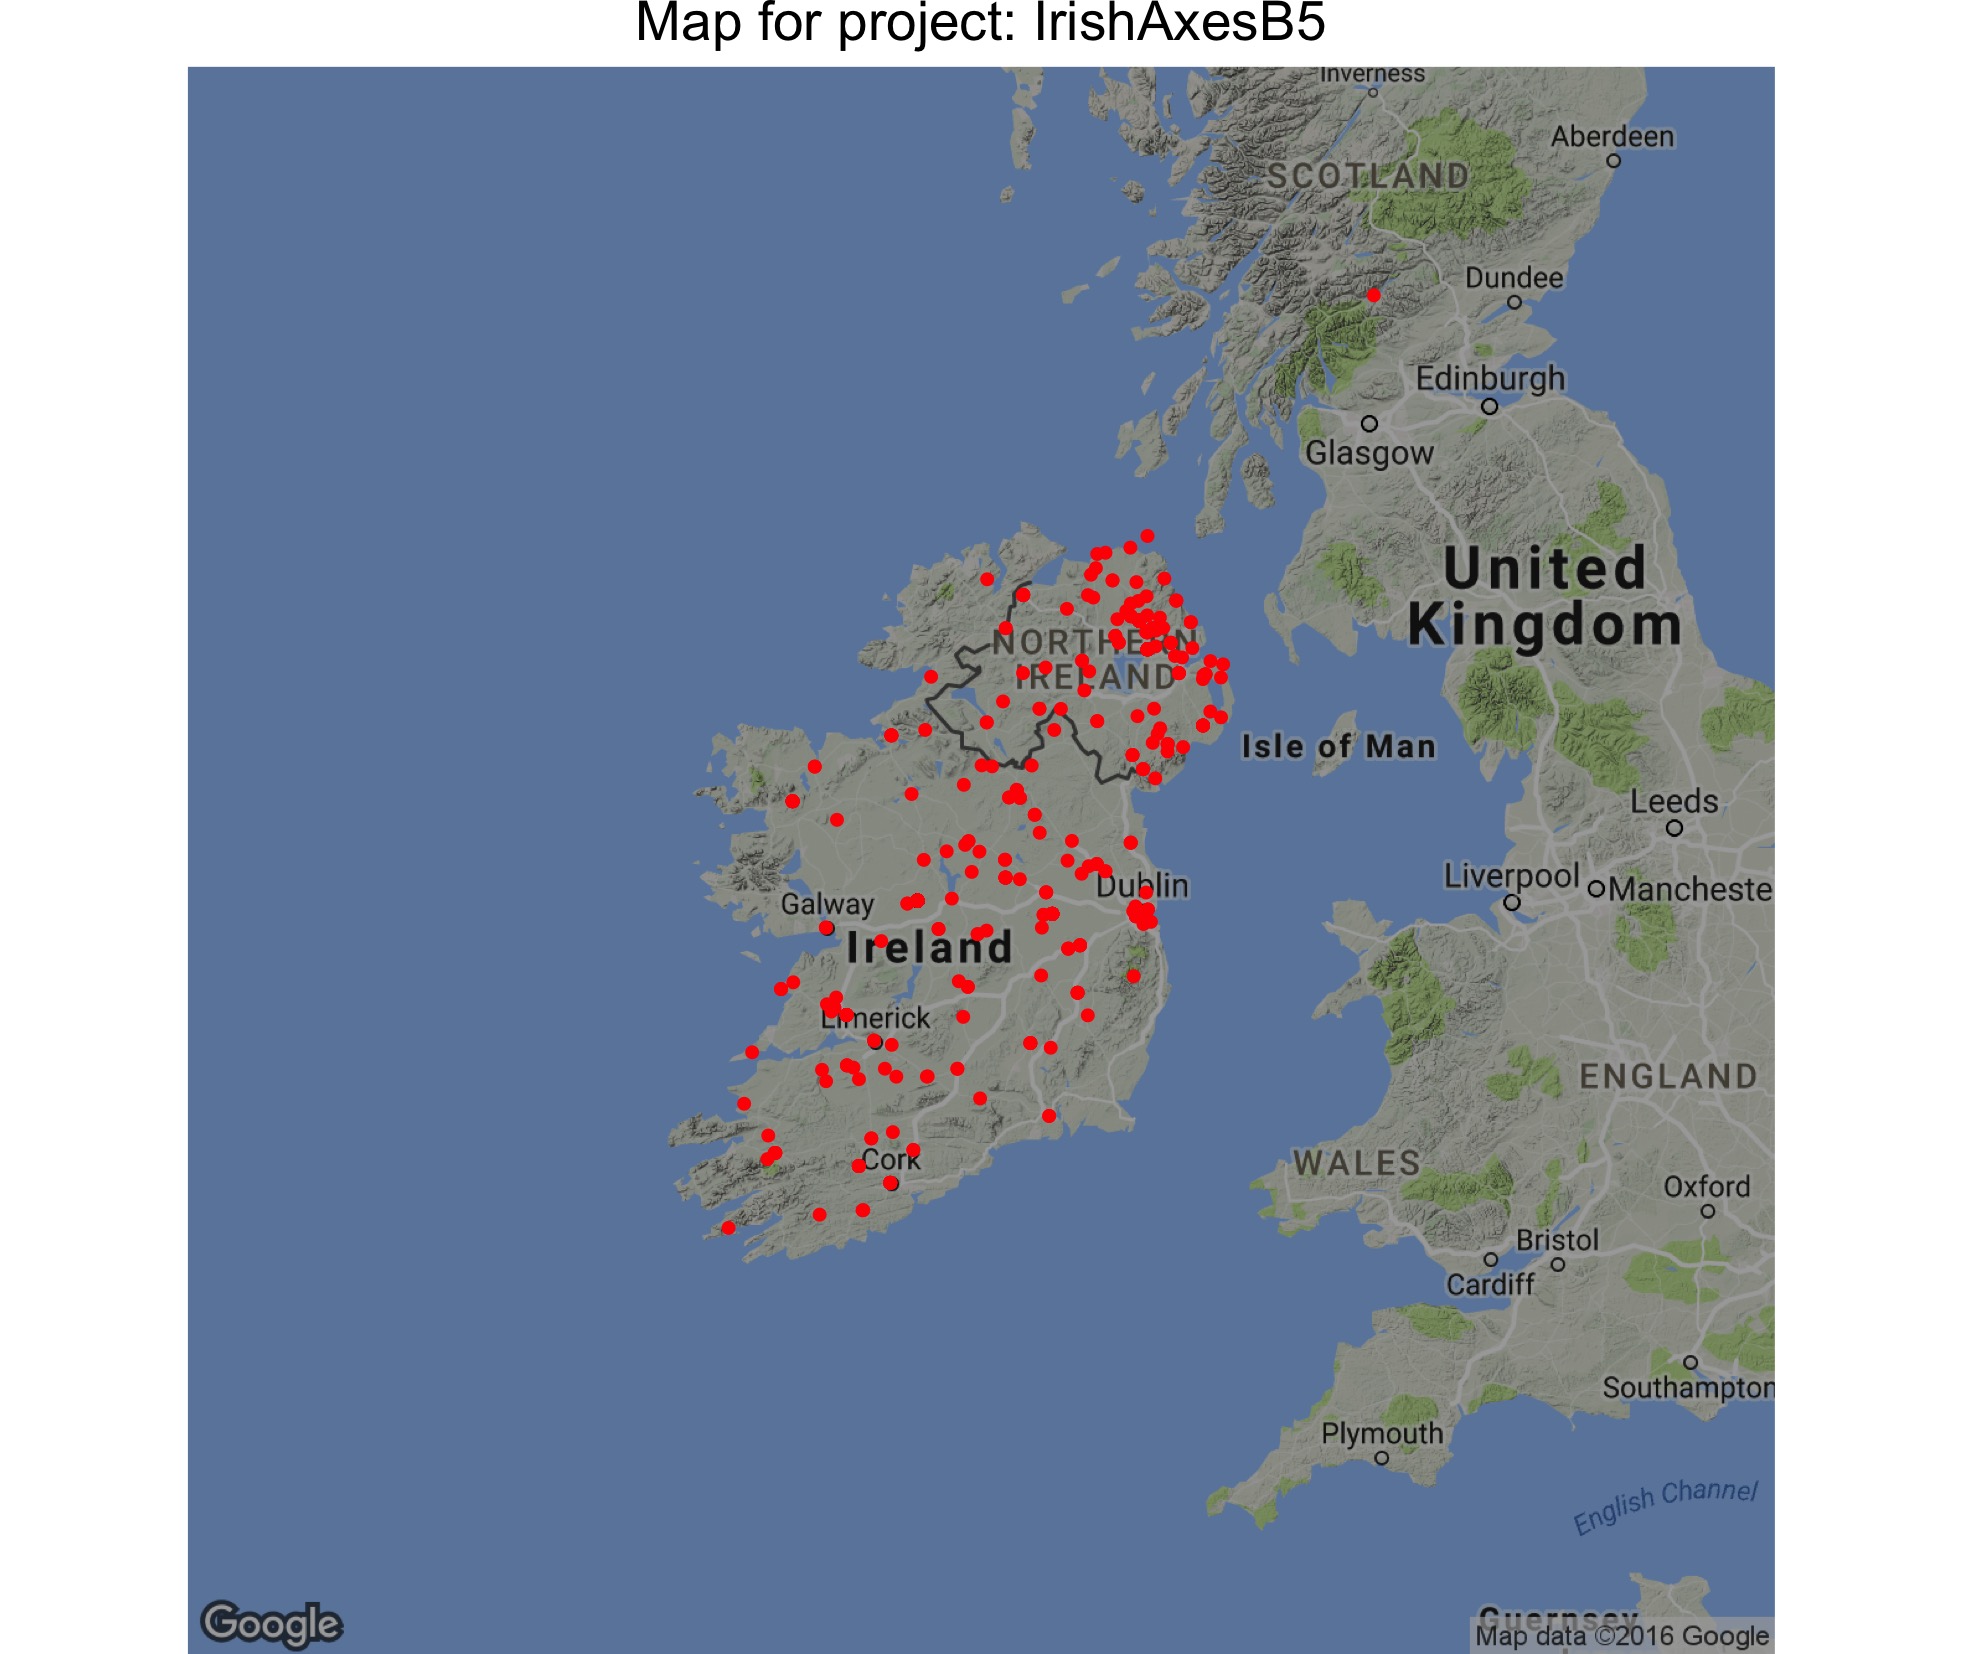 Map for project: IrishAxesB5
Inverness
Aberdeen
SCOTLAND
Dundee
Edinburgh
Glasgow
United
Kingdom
NORTHERN
IRELAND
Isle of Man
Leeds
Liverpool
Manchester
Dublin
Galway
Ireland
Limerick
ENGLAND
Cork
WALES
Oxford
Bristol
Cardiff
Southampton
Plymouth
English Channel
Guernsey
Google
Map data ©2016 Google